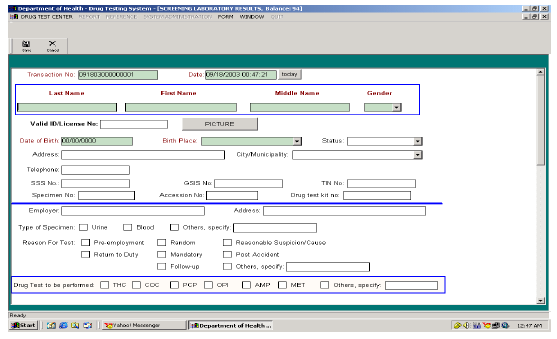 Department of Health - Drug Testing System - [SCREENING LABORATORY RESULTS, Balance: 94]
DRUG TEST CENTER REPORT REFERENCE SYSTEM ADMINISTRATION FORM WINDOW QUIT
Save Cancel
Transaction No: 091803000000001 Date: 09/18/2003 00:47:21 today
Last Name First Name Middle Name Gender
Valid ID/License No: PICTURE
Date of Birth: 00/00/0000 Birth Place: Status:
Address: City/Municipality:
Telephone:
SSS No.: GSIS No: TIN No:
Specimen No: Accession No: Drug test kit no:
Employer: Address:
Type of Specimen: Urine Blood Others, specify:
Reason For Test: Pre-employment Random Reasonable Suspicion/Cause
Return to Duty Mandatory Post Accident
Follow-up Others, specify:
Drug Test to be performed: THC COC PCP OPI AMP MET Others, specify:
Ready
Start Yahoo! Messenger Department of Health ... 12:47 AM